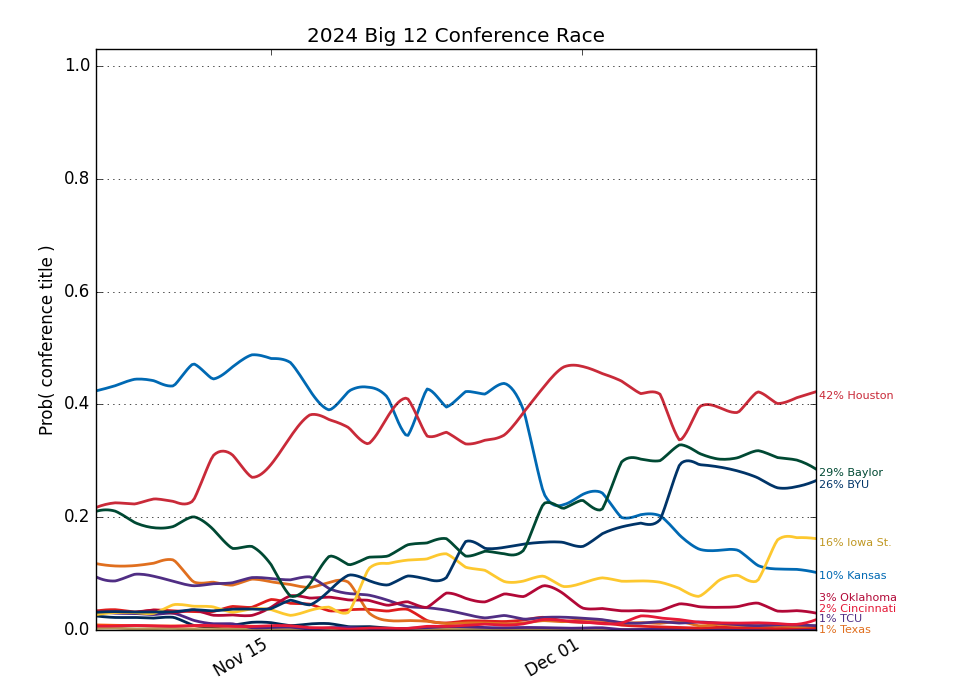 2024 Big 12 Conference Race
Prob( conference title )
1.0
0.8
0.6
0.4
0.2
0.0
Nov 15
Dec 01
42% Houston
29% Baylor
26% BYU
16% Iowa St.
10% Kansas
3% Oklahoma
2% Cincinnati
1% TCU
1% Texas